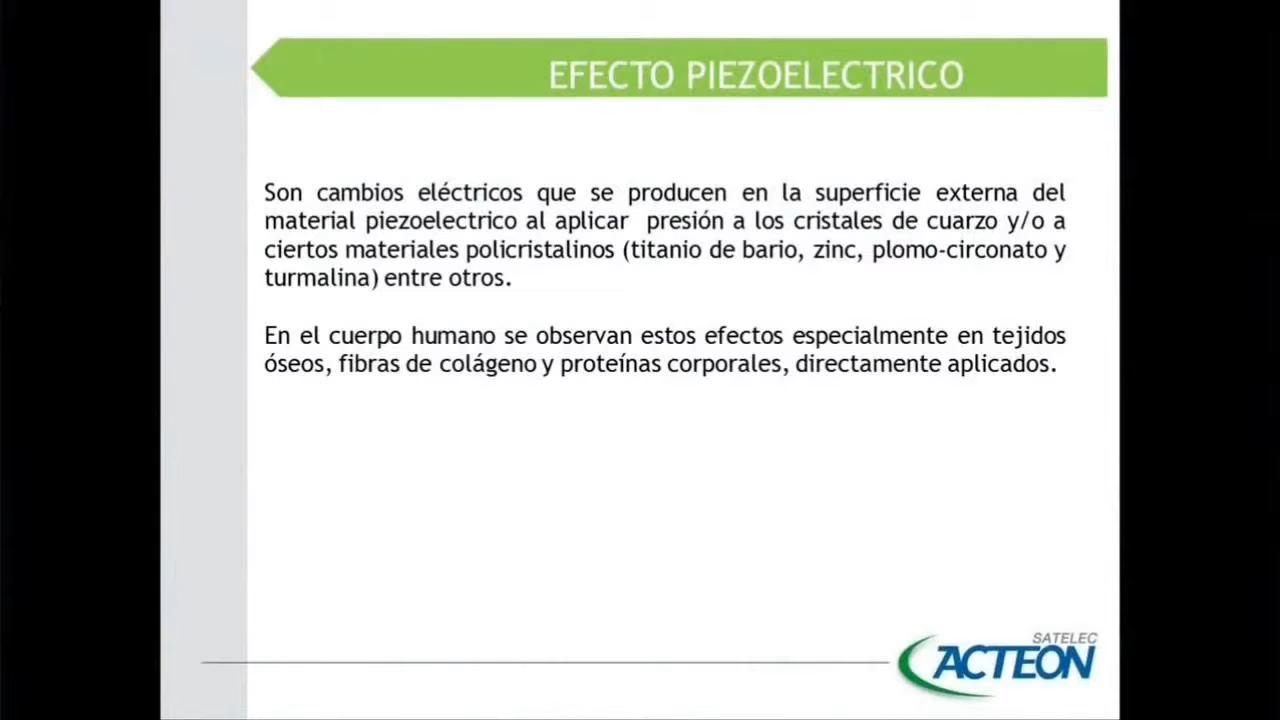 EFECTO PIEZOELECTRICO
Son cambios eléctricos que se producen en la superficie externa del
material piezoelectrico al aplicar presión a los cristales de cuarzo y/o a
ciertos materiales policristalinos (titanio de bario, zinc, plomo-circonato y
turmalina) entre otros.
En el cuerpo humano se observan estos efectos especialmente en tejidos
óseos, fibras de colágeno y proteínas corporales, directamente aplicados.
SATELEC
ACTEON